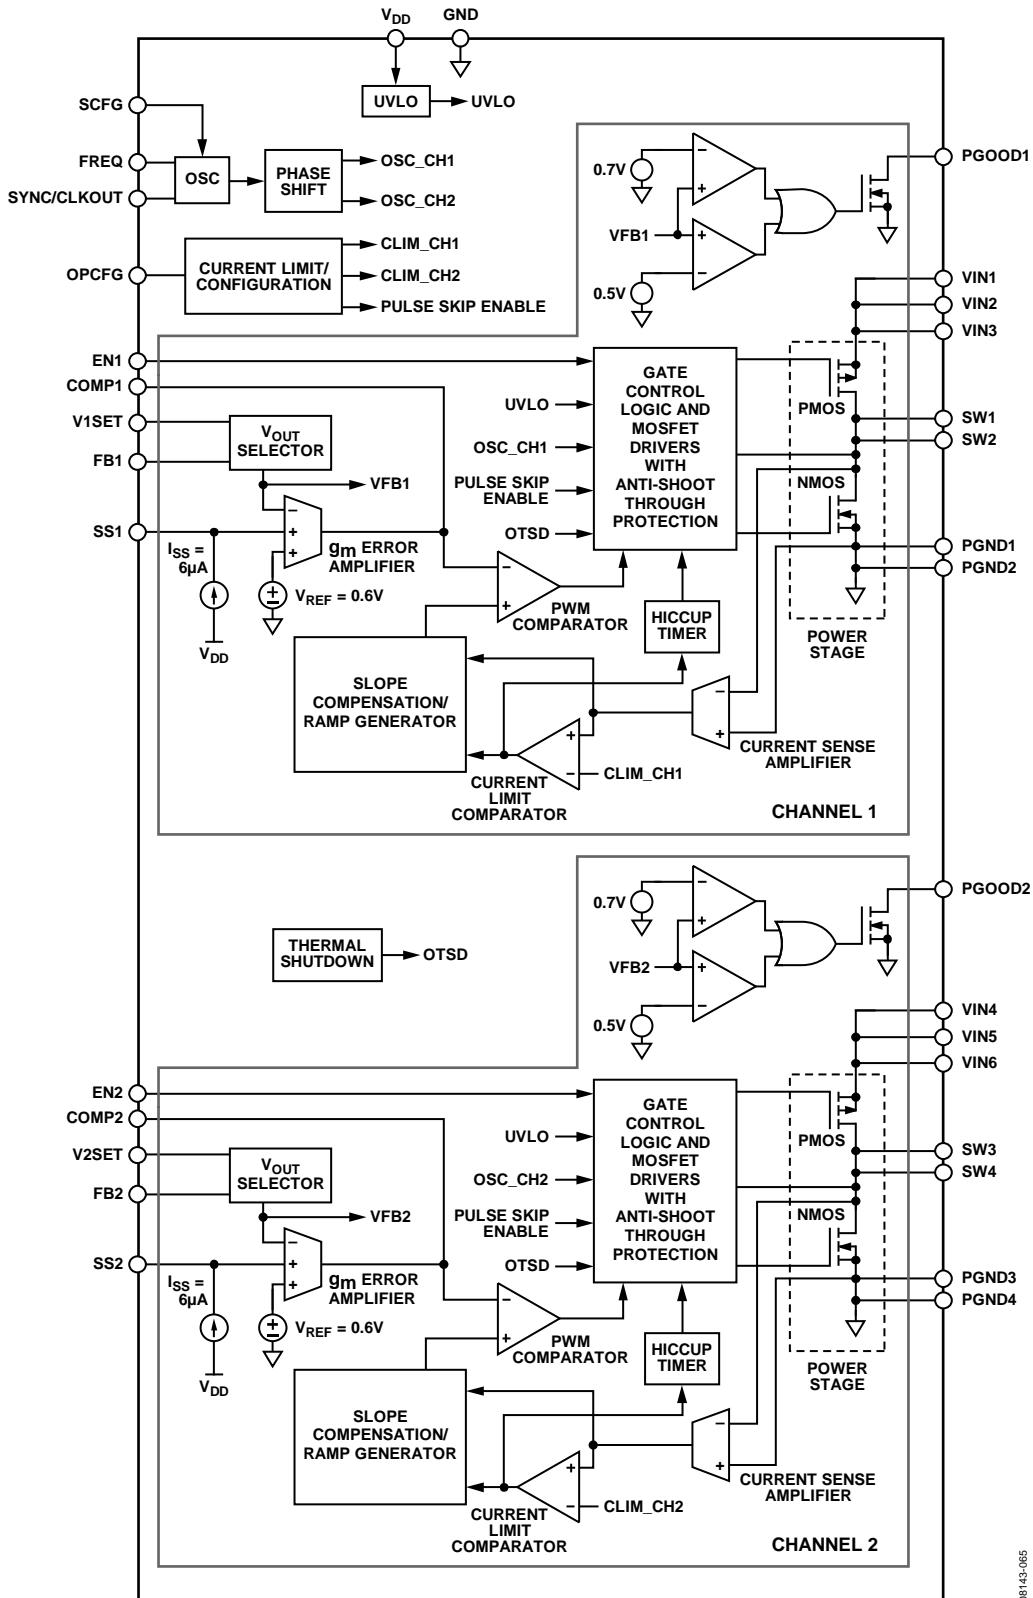 VDD
GND
SCFG
UVLO
UVLO
FREQ
OSC
PHASE
SHIFT
OSC_CH1
OSC_CH2
SYNC/CLKOUT
OPCFG
CURRENT LIMIT/
CONFIGURATION
CLIM_CH1
CLIM_CH2
PULSE SKIP ENABLE
0.7V
−
+
VFB1
+
−
0.5V
PGOOD1
VIN1
VIN2
VIN3
EN1
COMP1
V1SET
FB1
VOUT
SELECTOR
VFB1
SS1
ISS =
6µA
VDD
−
+
+
gm ERROR
AMPLIFIER
VREF = 0.6V
UVLO
OSC_CH1
PULSE SKIP
ENABLE
OTSD
GATE
CONTROL
LOGIC AND
MOSFET
DRIVERS
WITH
ANTI-SHOOT
THROUGH
PROTECTION
PMOS
NMOS
SW1
SW2
PGND1
PGND2
POWER
STAGE
−
+
PWM
COMPARATOR
HICCUP
TIMER
SLOPE
COMPENSATION/
RAMP GENERATOR
+
−
CLIM_CH1
CURRENT
LIMIT
COMPARATOR
−
+
CURRENT SENSE
AMPLIFIER
CHANNEL 1
THERMAL
SHUTDOWN
OTSD
0.7V
−
+
VFB2
+
−
0.5V
PGOOD2
VIN4
VIN5
VIN6
EN2
COMP2
V2SET
FB2
VOUT
SELECTOR
VFB2
SS2
ISS =
6µA
VDD
−
+
+
gm ERROR
AMPLIFIER
VREF = 0.6V
UVLO
OSC_CH2
PULSE SKIP
ENABLE
OTSD
GATE
CONTROL
LOGIC AND
MOSFET
DRIVERS
WITH
ANTI-SHOOT
THROUGH
PROTECTION
PMOS
NMOS
SW3
SW4
PGND3
PGND4
POWER
STAGE
−
+
PWM
COMPARATOR
HICCUP
TIMER
SLOPE
COMPENSATION/
RAMP GENERATOR
+
−
CLIM_CH2
CURRENT
LIMIT
COMPARATOR
−
+
CURRENT SENSE
AMPLIFIER
CHANNEL 2